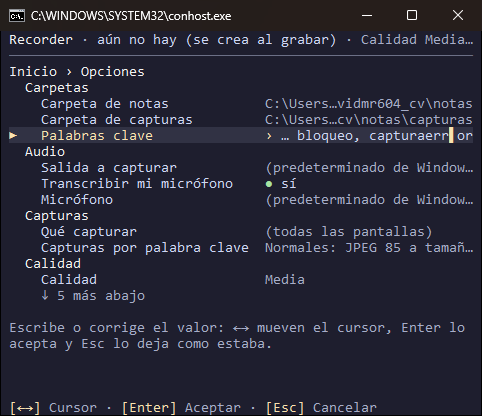 C:\WINDOWS\SYSTEM32\conhost.exe
Recorder · aún no hay (se crea al grabar) · Calidad Media…
Inicio › Opciones
Carpetas
Carpeta de notas C:\Users…vidmr604_cv\notas
Carpeta de capturas C:\Users…cv\notas\capturas
► Palabras clave › … bloqueo, capturaerr or
Audio
Salida a capturar (predeterminado de Window…
Transcribir mi micrófono ● sí
Micrófono (predeterminado de Window…
Capturas
Qué capturar (todas las pantallas)
Capturas por palabra clave Normales: JPEG 85 a tamañ…
Calidad
Calidad Media
↓ 5 más abajo
Escribe o corrige el valor: ↔ mueven el cursor, Enter lo
acepta y Esc lo deja como estaba.
[↔] Cursor · [Enter] Aceptar · [Esc] Cancelar